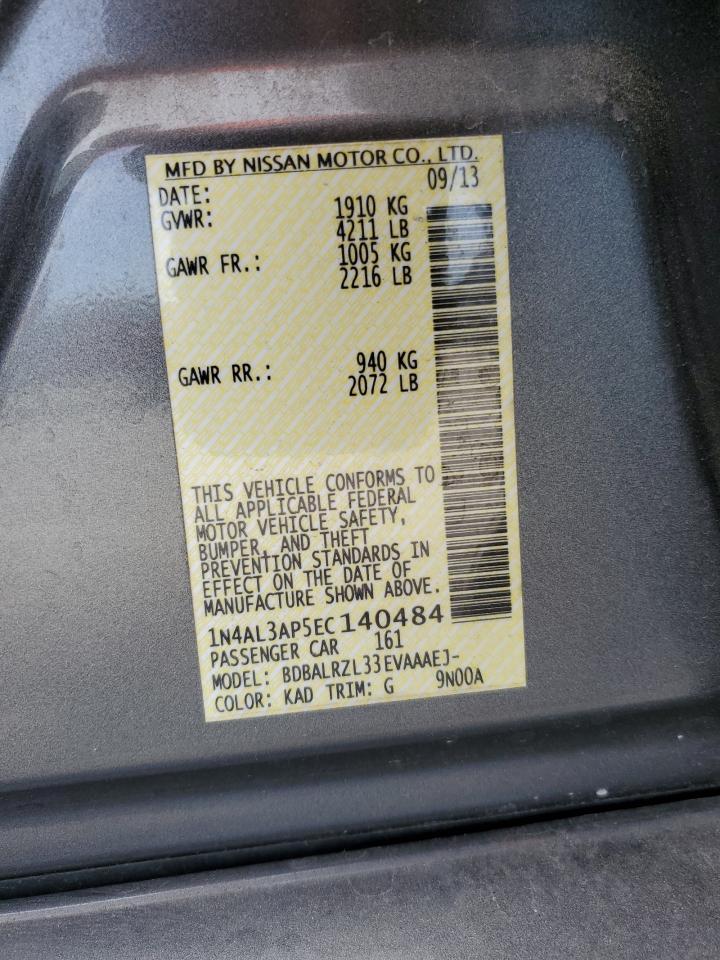 MFD BY NISSAN MOTOR CO., LTD.
DATE: 09/13
GVWR: 1910 KG
4211 LB
GAWR FR.: 1005 KG
2216 LB
GAWR RR.: 940 KG
2072 LB
THIS VEHICLE CONFORMS TO
ALL APPLICABLE FEDERAL
MOTOR VEHICLE SAFETY,
BUMPER, AND THEFT
PREVENTION STANDARDS IN
EFFECT ON THE DATE OF
MANUFACTURE SHOWN ABOVE.
1N4AL3AP5EC140484
PASSENGER CAR 161
MODEL: BDBALRZL33EVAAAEJ-
COLOR: KAD TRIM: G 9N00A